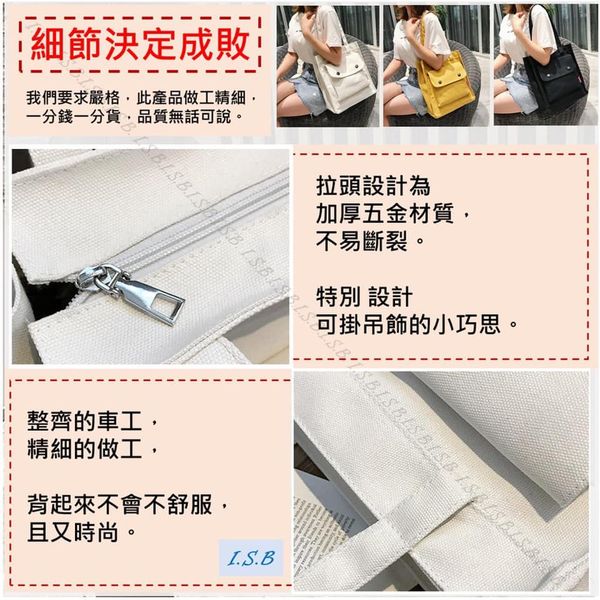 細節決定成敗
我們要求嚴格，此產品做工精細，
一分錢一分貨，品質無話可說。
拉頭設計為
加厚五金材質，
不易斷裂。
特別 設計
可掛吊飾的小巧思。
整齊的車工，
精細的做工，
背起來不會不舒服，
且又時尚。
I.S.B